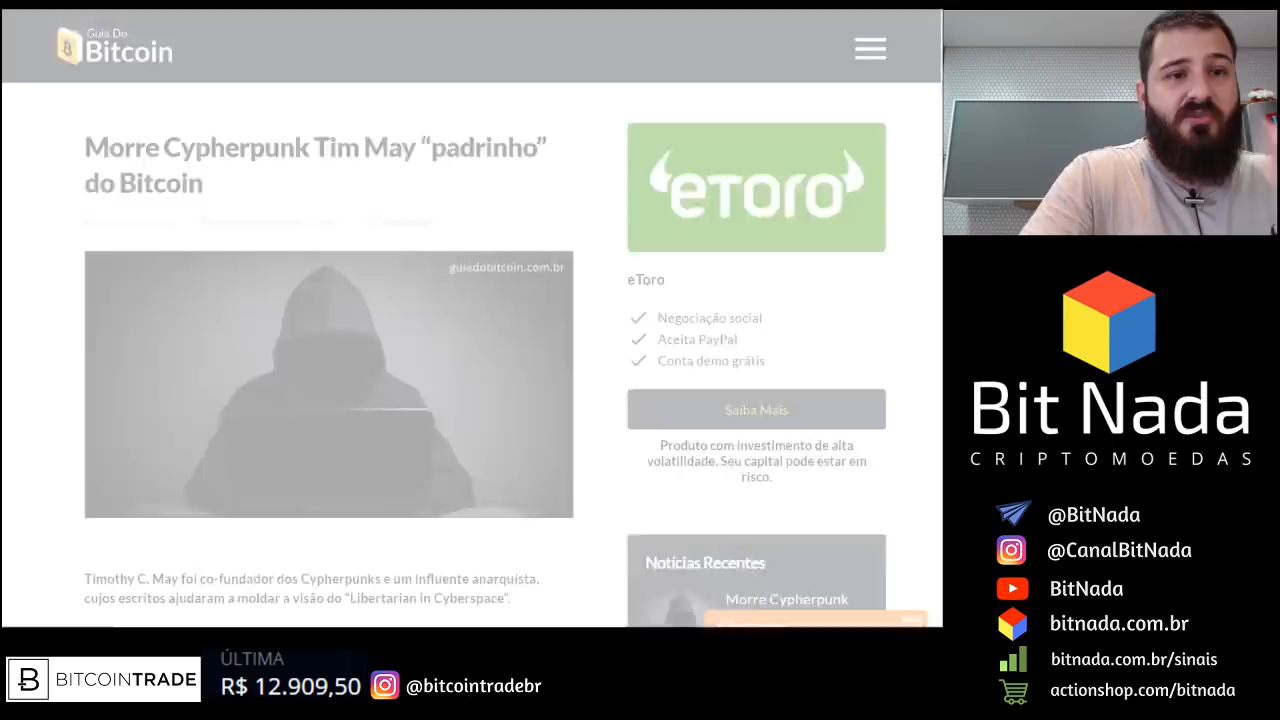 Guia Do
Bitcoin
Morre Cypherpunk Tim May “padrinho”
do Bitcoin
guiadobitcoin.com.br
Timothy C. May foi co-fundador dos Cypherpunks e um influente anarquista,
cujos escritos ajudaram a moldar a visão do “Libertarian in Cyberspace”.
eToro
eToro
Negociação social
Aceita PayPal
Conta demo grátis
Saiba Mais
Produto com investimento de alta
volatilidade. Seu capital pode estar em
risco.
Notícias Recentes
Morre Cypherpunk
Bit Nada
CRIPTOMOEDAS
@BitNada
@CanalBitNada
BitNada
bitnada.com.br
bitnada.com.br/sinais
actionshop.com/bitnada
BITCOINTRADE
ÚLTIMA
R$ 12.909,50
@bitcointradebr